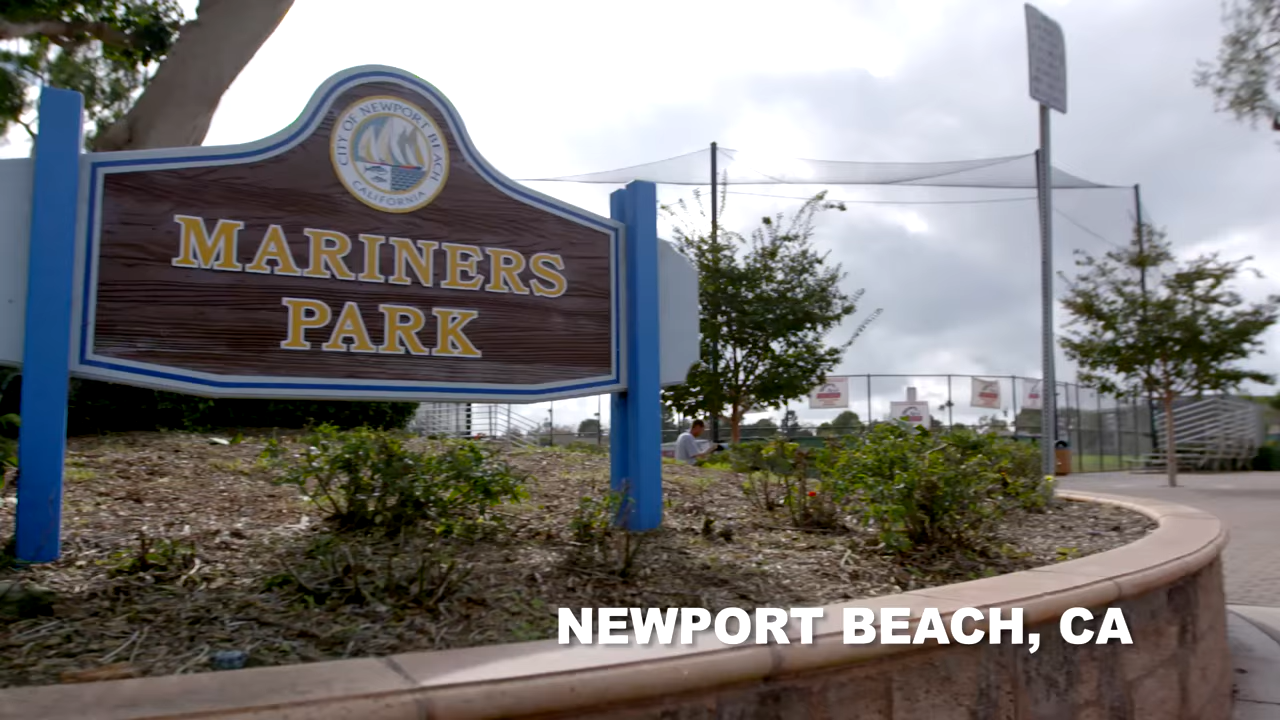 CITY OF NEWPORT BEACH
CALIFORNIA
MARINERS
PARK
NEWPORT BEACH, CA